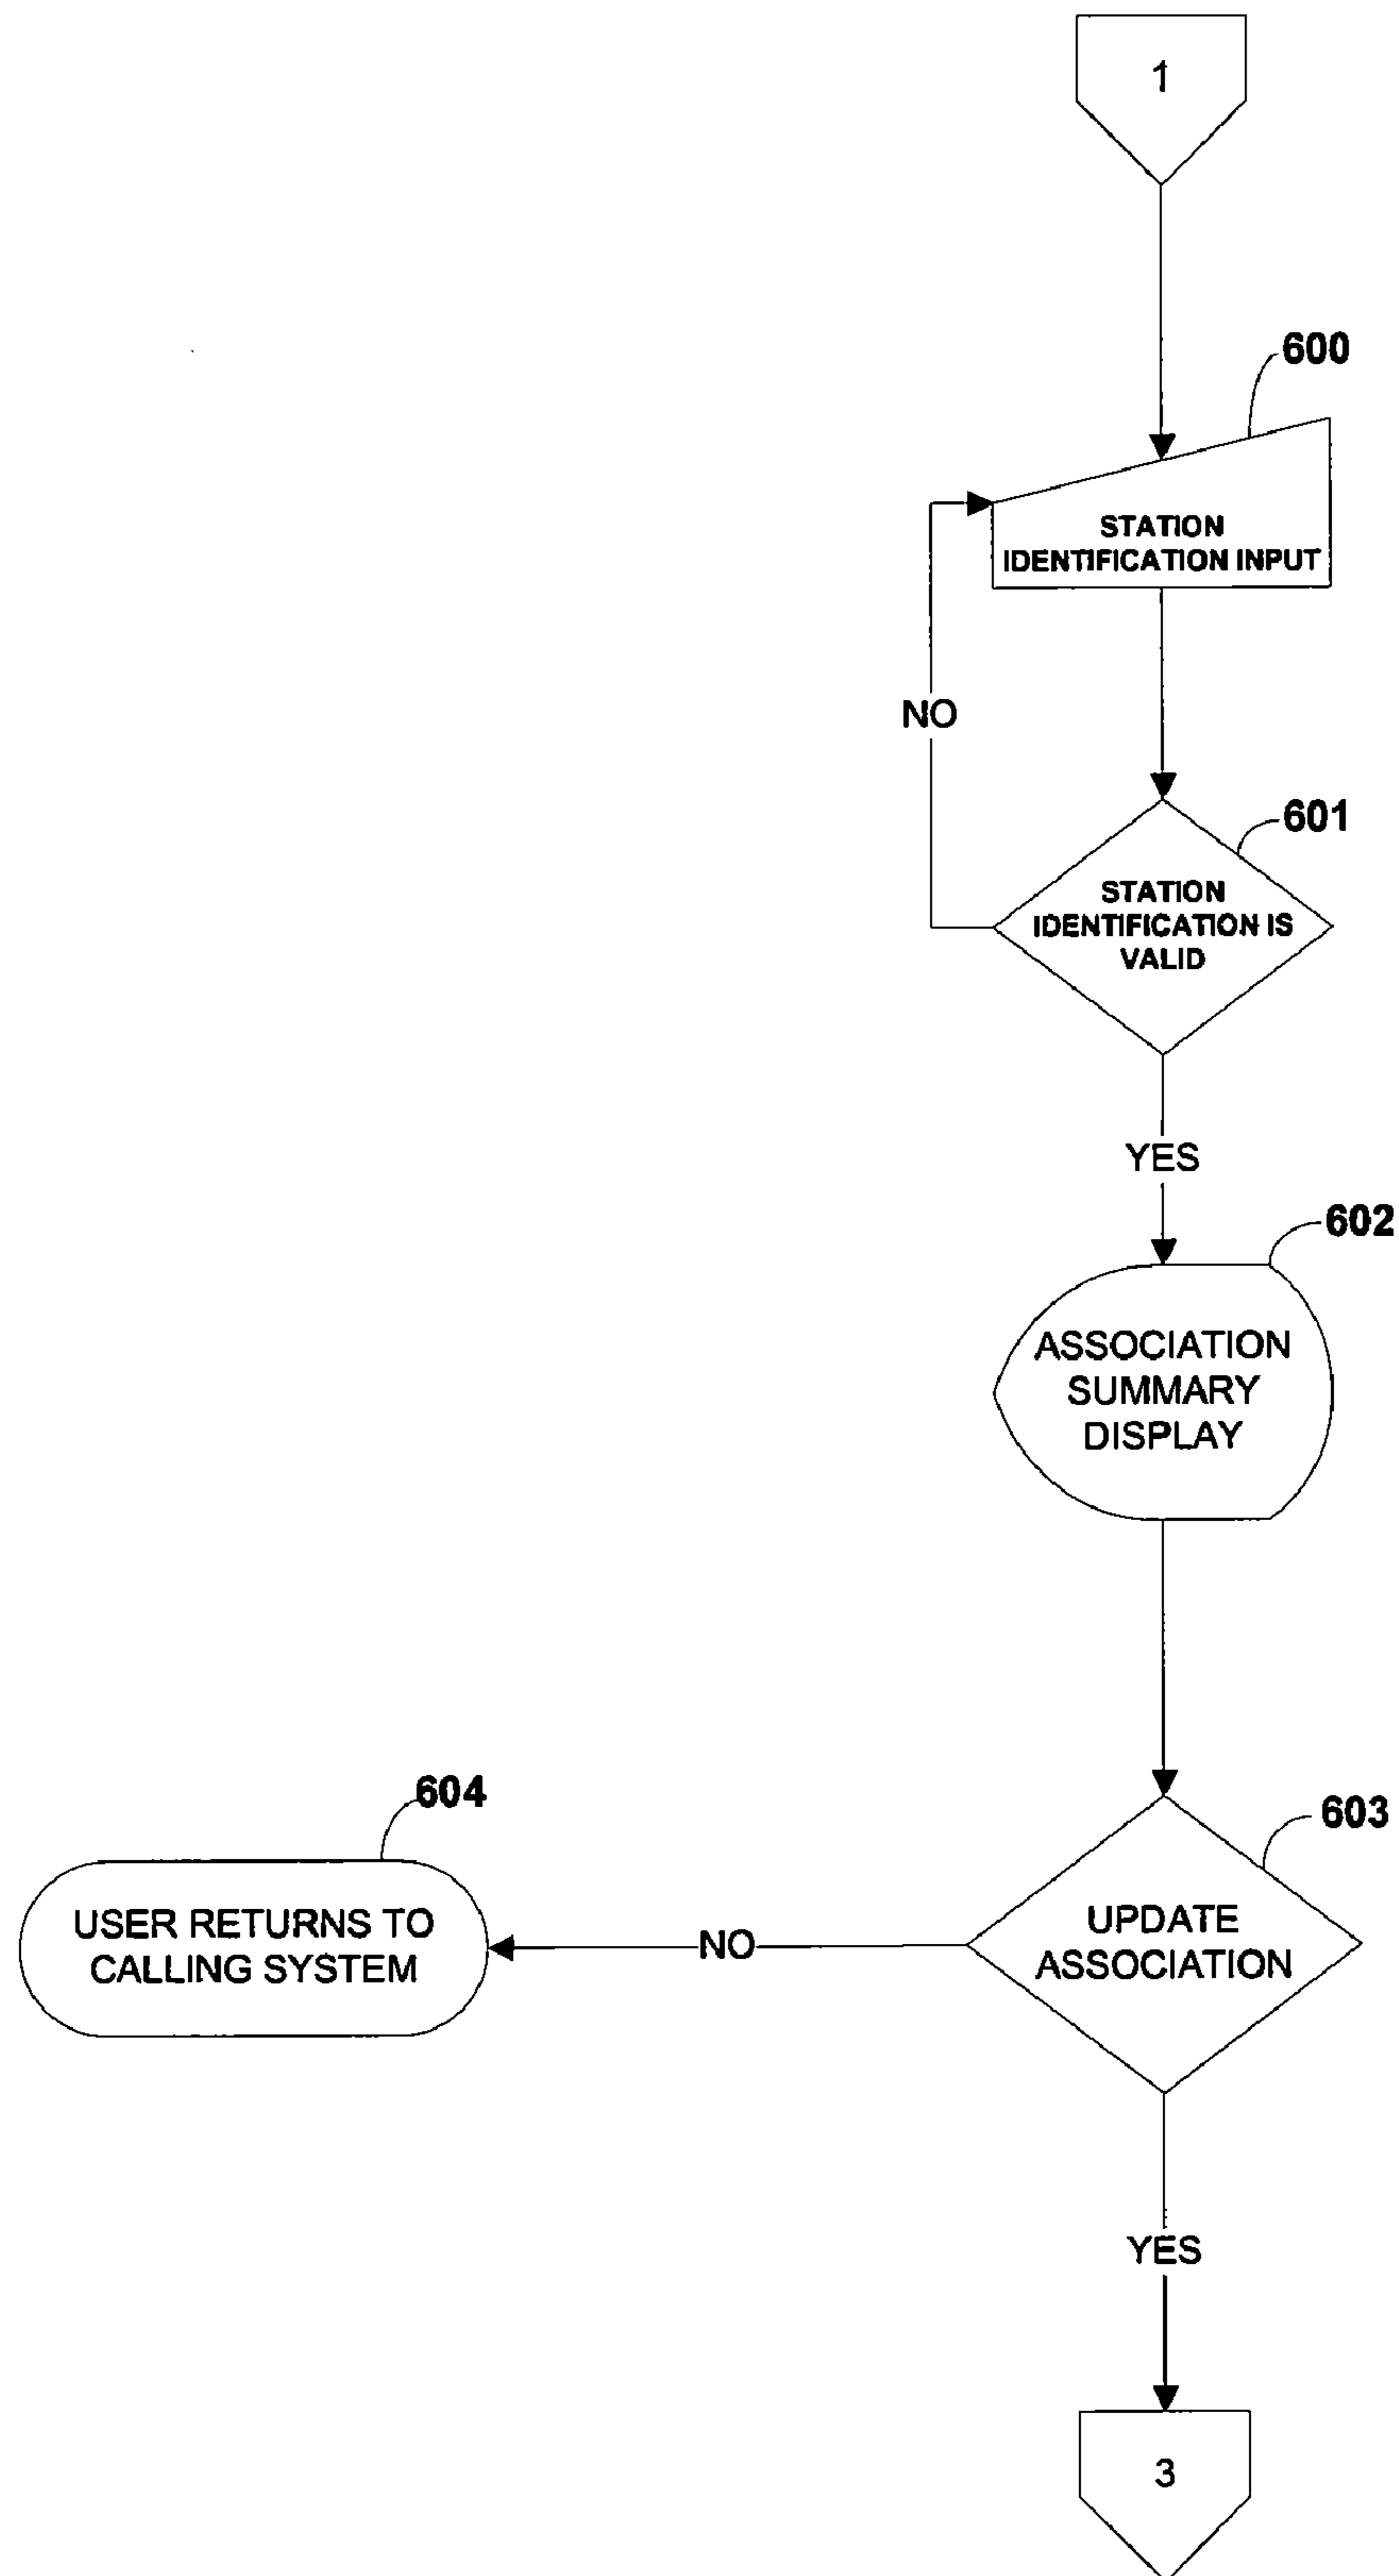 1
600
STATION
IDENTIFICATION INPUT
NO
601
STATION
IDENTIFICATION IS
VALID
YES
602
ASSOCIATION
SUMMARY
DISPLAY
604
603
USER RETURNS TO
CALLING SYSTEM
NO
UPDATE
ASSOCIATION
YES
3